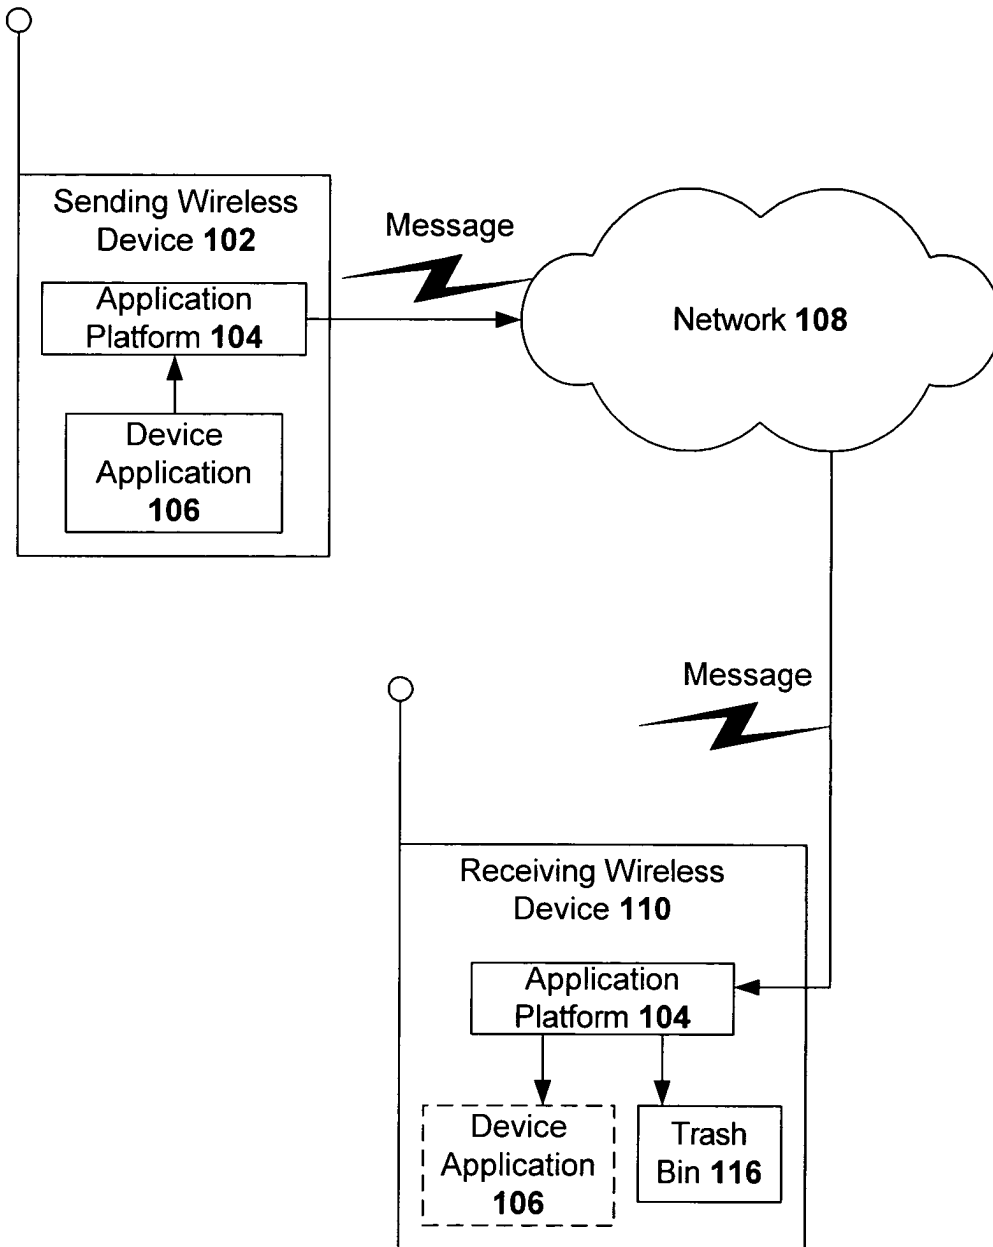 Sending Wireless
Device 102
Message
Application
Platform 104
Network 108
Device
Application
106
Message
Receiving Wireless
Device 110
Application
Platform 104
Device
Application
106
Trash
Bin 116